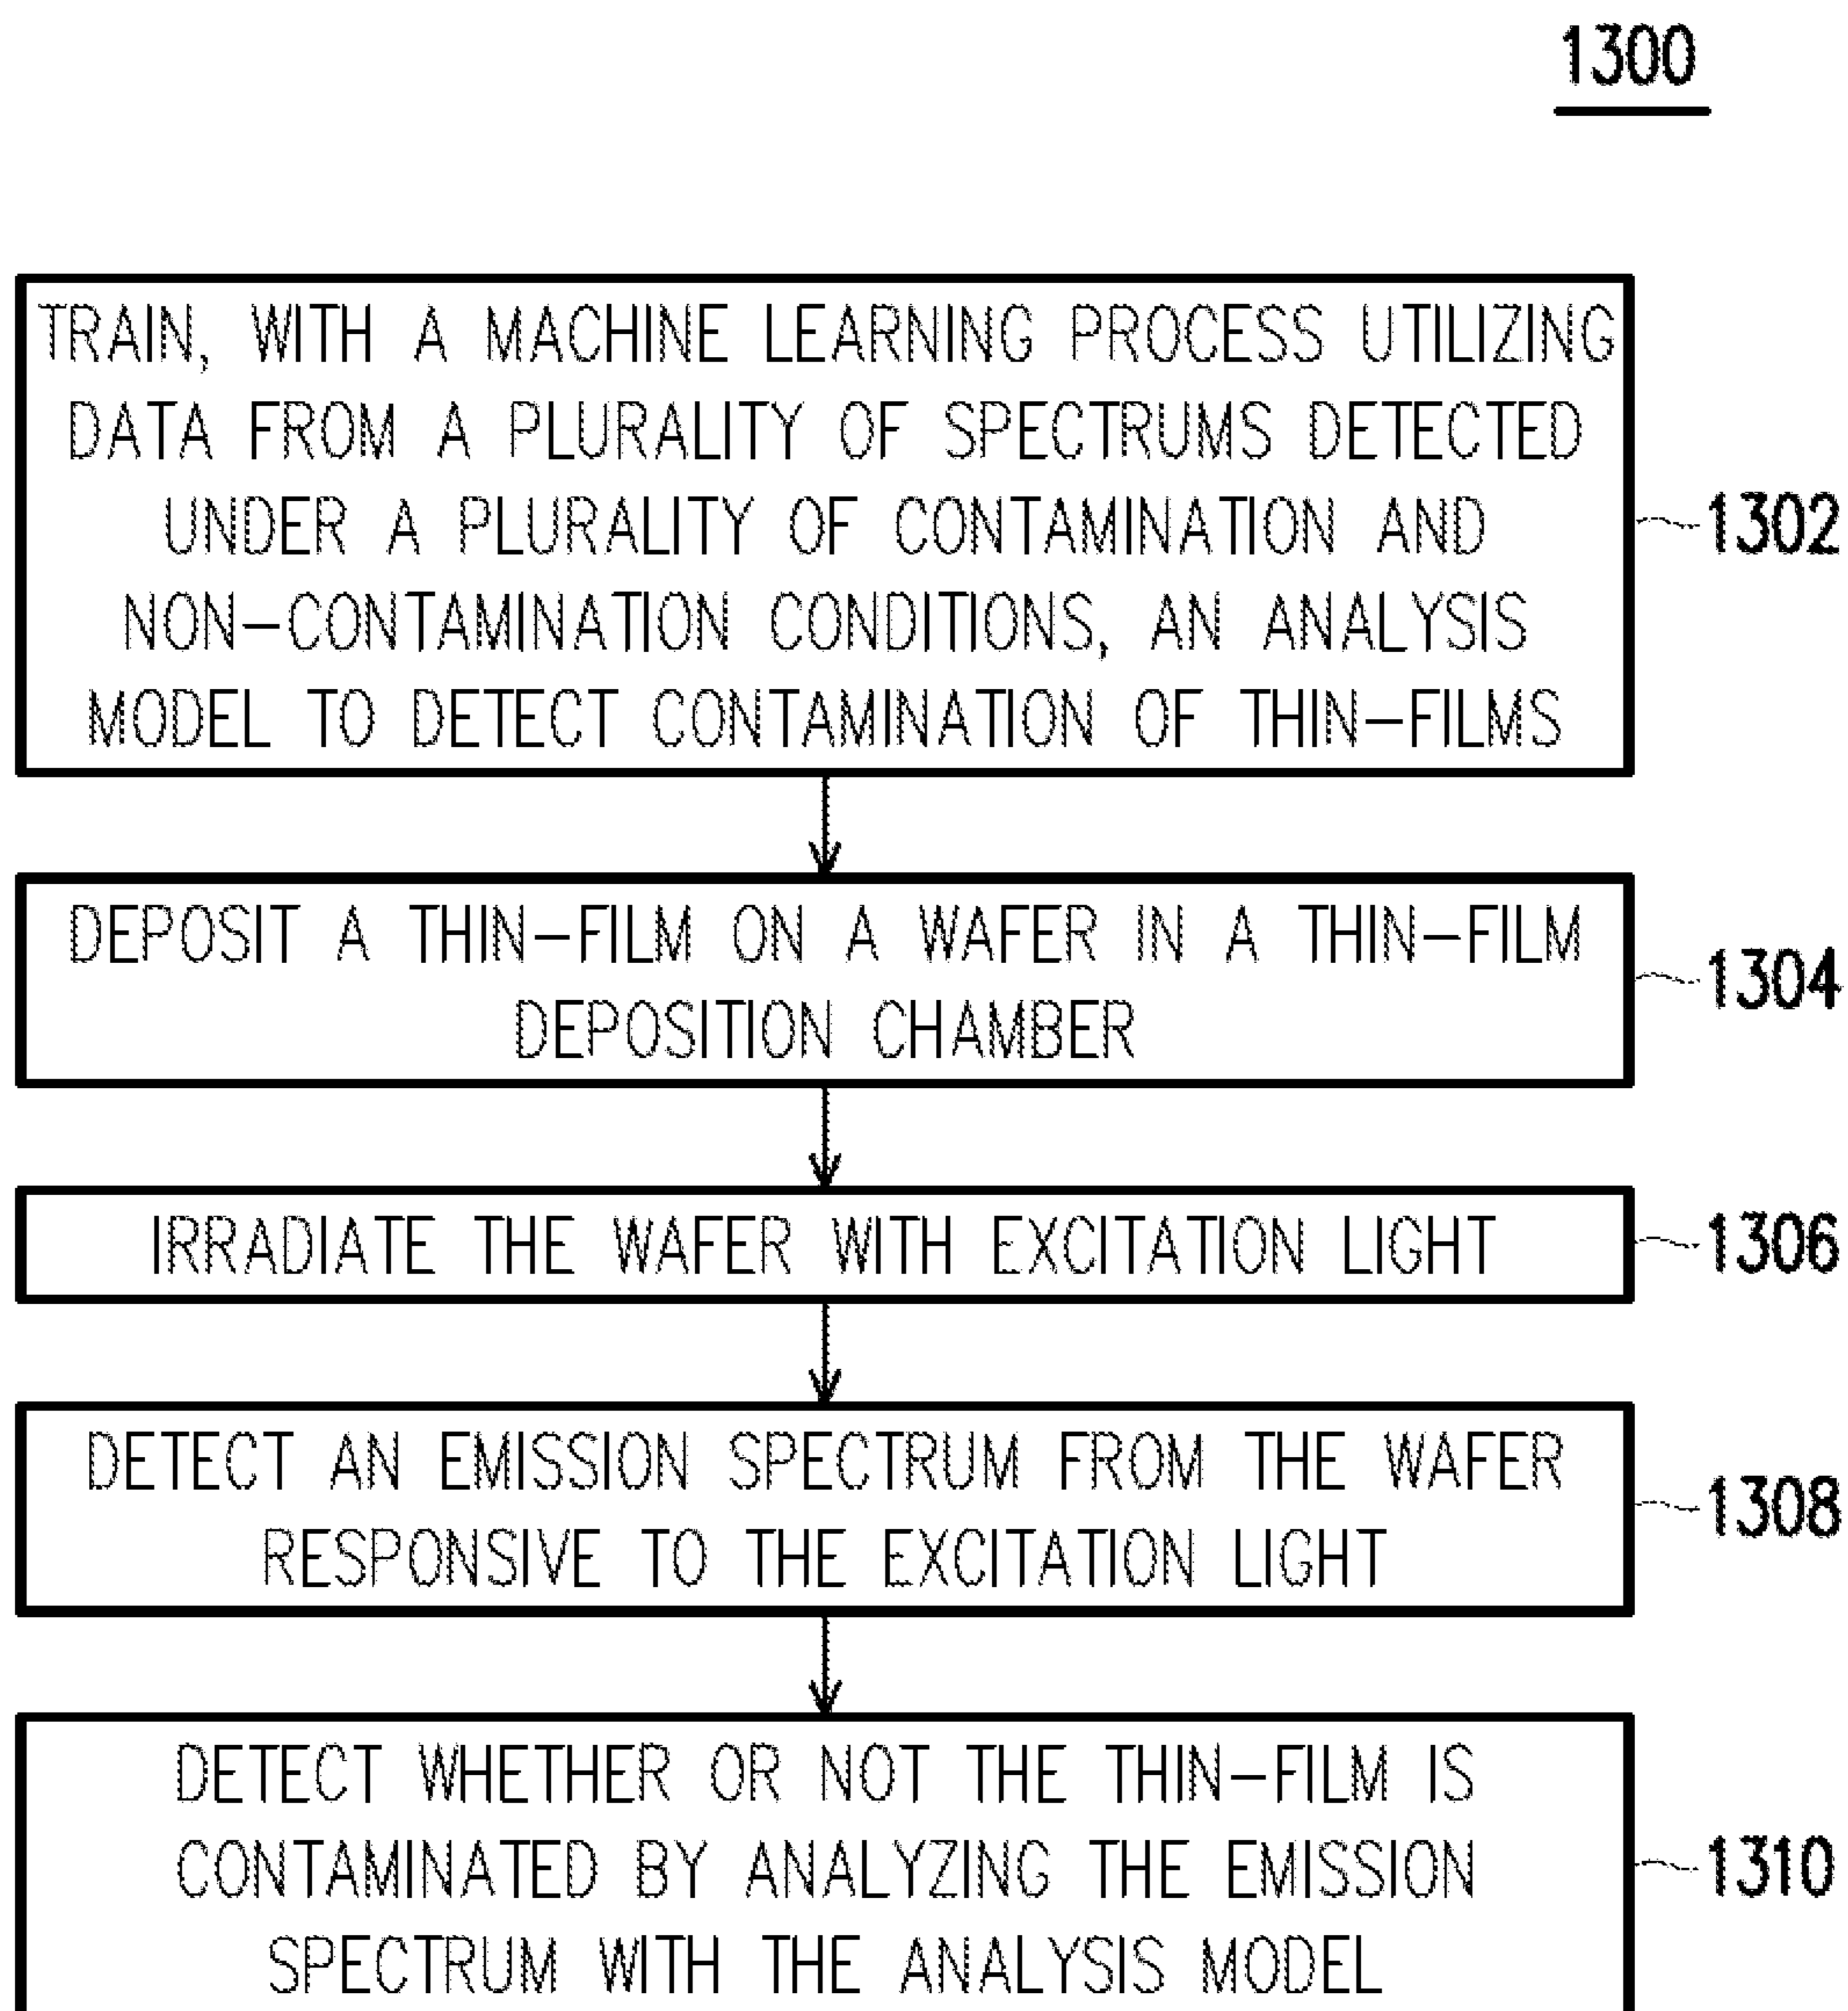 1300
TRAIN, WITH A MACHINE LEARNING PROCESS UTILIZING
DATA FROM A PLURALITY OF SPECTRUMS DETECTED
UNDER A PLURALITY OF CONTAMINATION AND
NON-CONTAMINATION CONDITIONS, AN ANALYSIS
MODEL TO DETECT CONTAMINATION OF THIN-FILMS
1302
DEPOSIT A THIN-FILM ON A WAFER IN A THIN-FILM
DEPOSITION CHAMBER
1304
IRRADIATE THE WAFER WITH EXCITATION LIGHT
1306
DETECT AN EMISSION SPECTRUM FROM THE WAFER
RESPONSIVE TO THE EXCITATION LIGHT
1308
DETECT WHETHER OR NOT THE THIN-FILM IS
CONTAMINATED BY ANALYZING THE EMISSION
SPECTRUM WITH THE ANALYSIS MODEL
1310